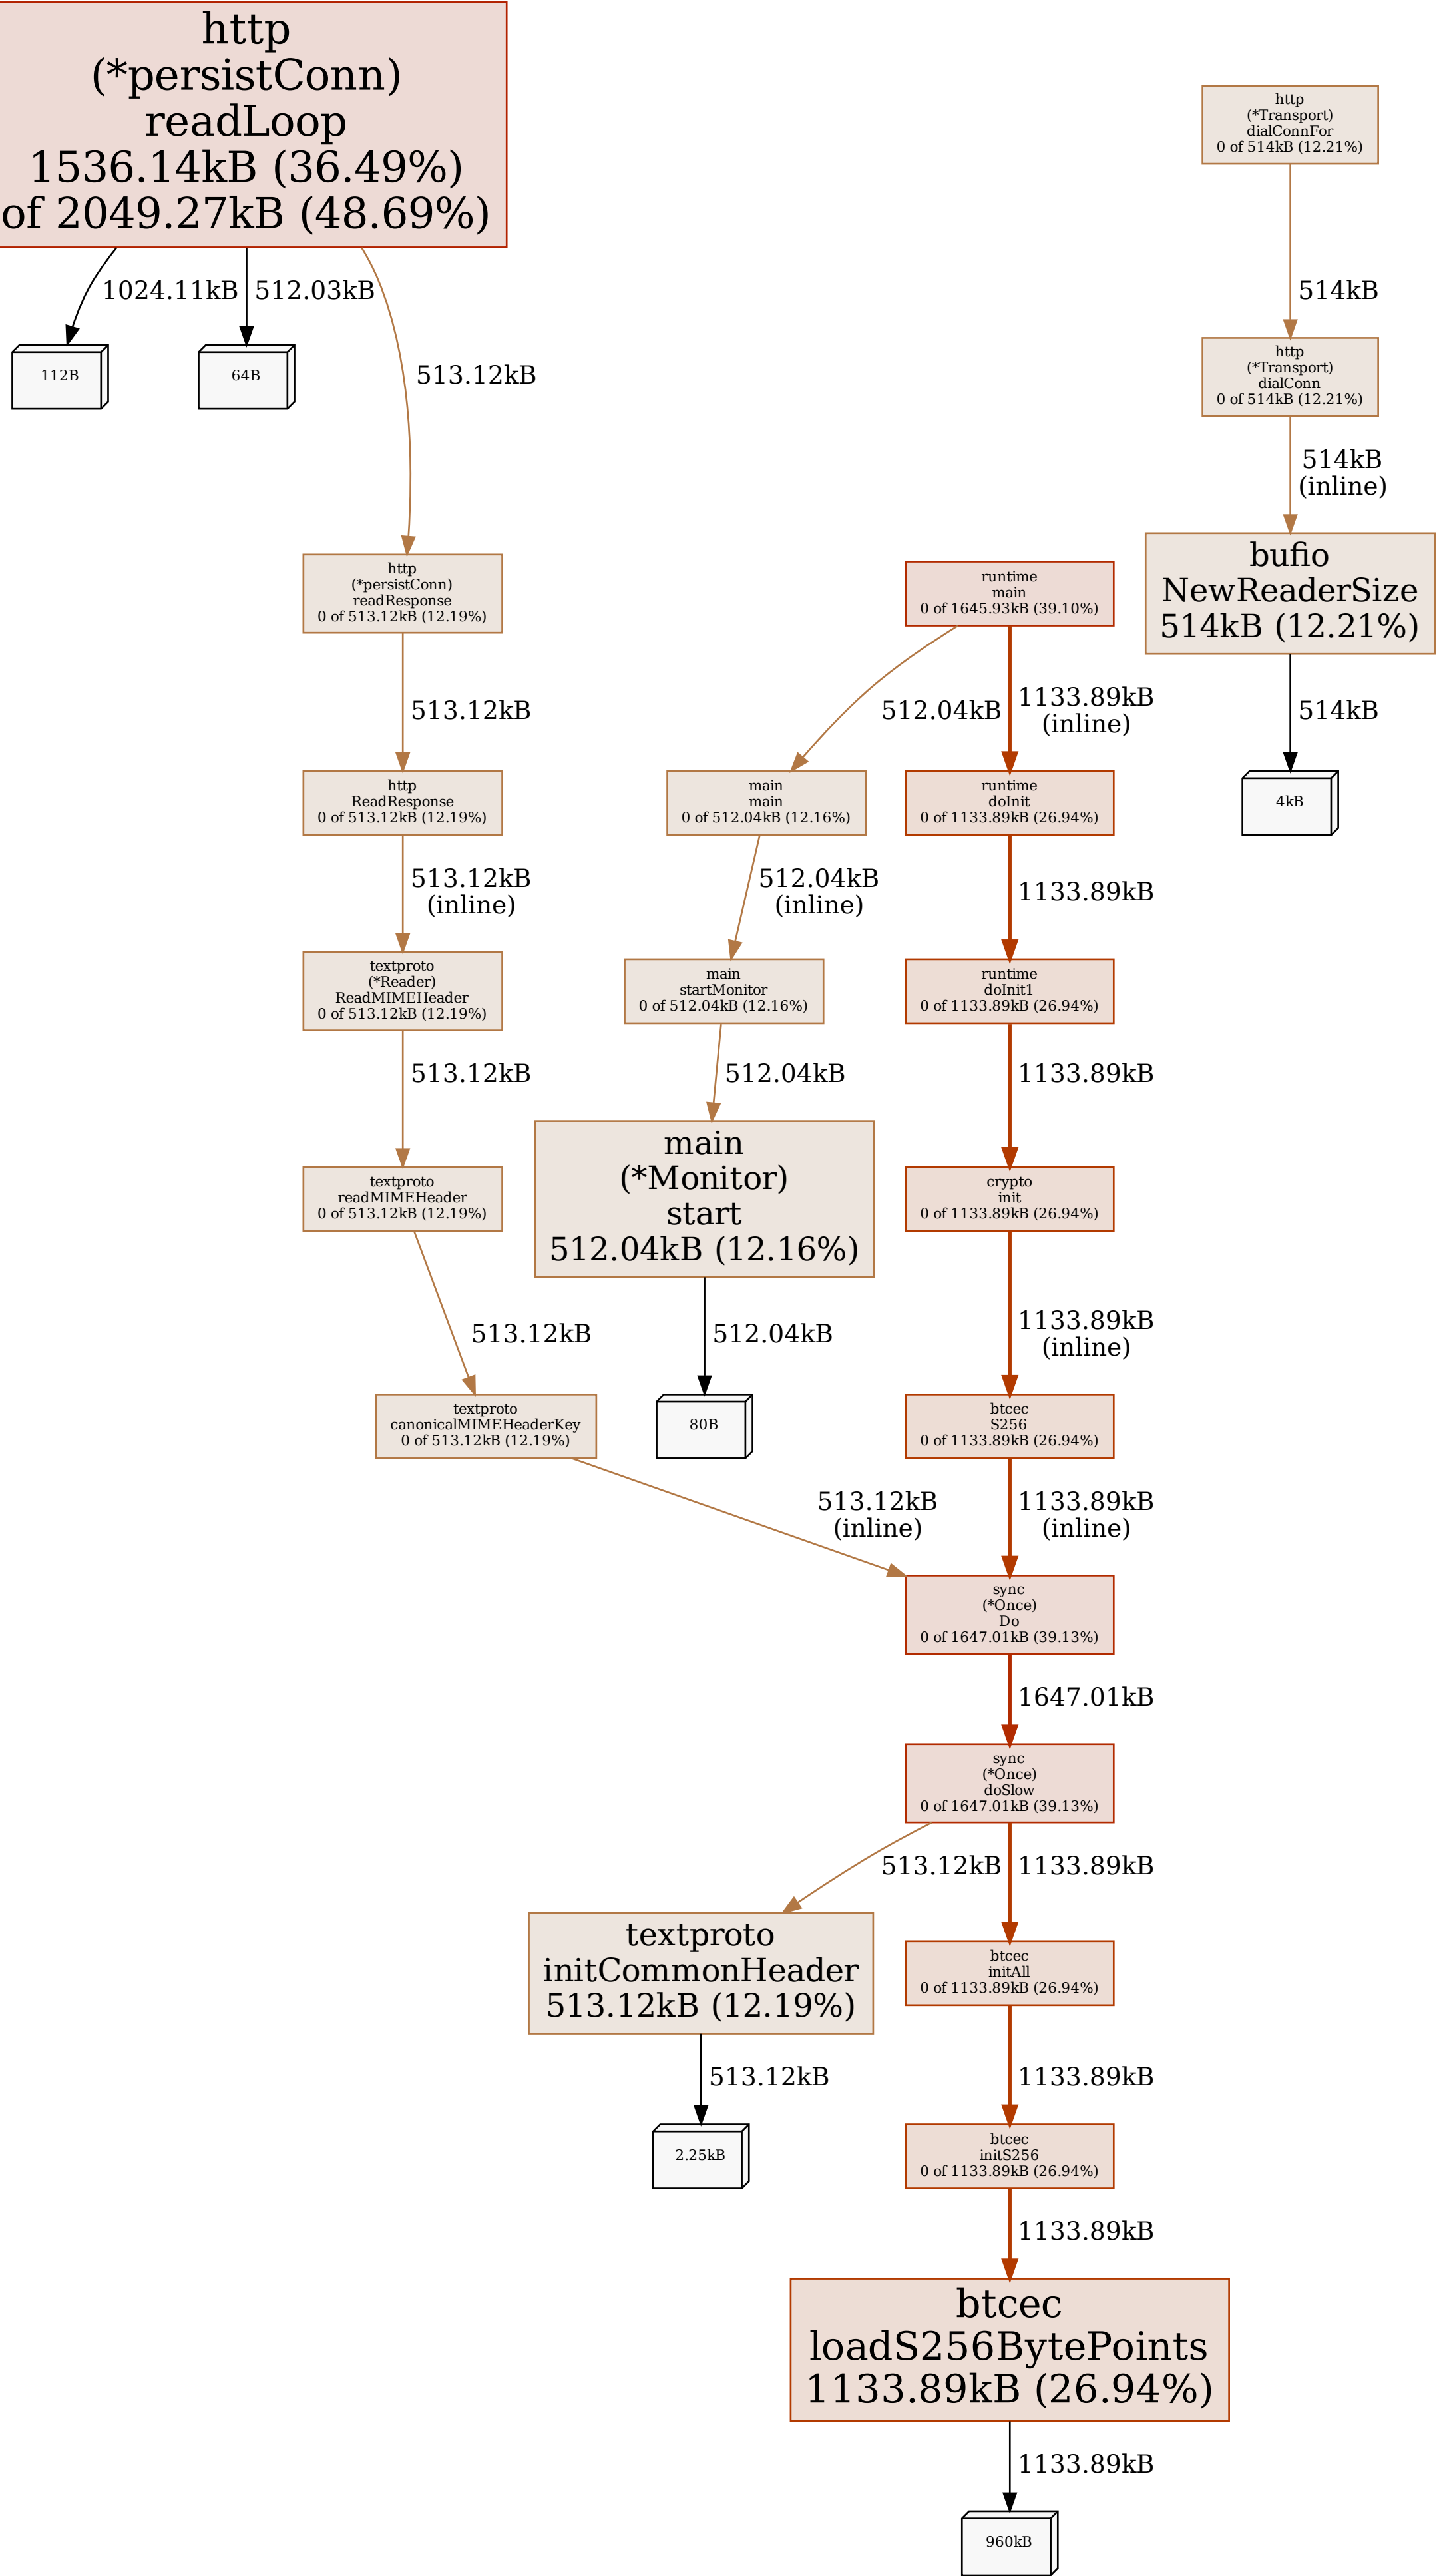 http
(*persistConn)
readLoop
1536.14kB (36.49%)
of 2049.27kB (48.69%)
http
(*Transport)
dialConnFor
0 of 514kB (12.21%)
1024.11kB
512.03kB
514kB
112B
64B
513.12kB
http
(*Transport)
dialConn
0 of 514kB (12.21%)
514kB
(inline)
http
(*persistConn)
readResponse
0 of 513.12kB (12.19%)
runtime
main
0 of 1645.93kB (39.10%)
bufio
NewReaderSize
514kB (12.21%)
513.12kB
512.04kB
1133.89kB
(inline)
514kB
http
ReadResponse
0 of 513.12kB (12.19%)
main
main
0 of 512.04kB (12.16%)
runtime
doInit
0 of 1133.89kB (26.94%)
4kB
513.12kB
(inline)
512.04kB
(inline)
1133.89kB
textproto
(*Reader)
ReadMIMEHeader
0 of 513.12kB (12.19%)
main
startMonitor
0 of 512.04kB (12.16%)
runtime
doInit1
0 of 1133.89kB (26.94%)
513.12kB
512.04kB
1133.89kB
textproto
readMIMEHeader
0 of 513.12kB (12.19%)
main
(*Monitor)
start
512.04kB (12.16%)
crypto
init
0 of 1133.89kB (26.94%)
513.12kB
512.04kB
1133.89kB
(inline)
textproto
canonicalMIMEHeaderKey
0 of 513.12kB (12.19%)
80B
btcec
S256
0 of 1133.89kB (26.94%)
513.12kB
(inline)
1133.89kB
(inline)
sync
(*Once)
Do
0 of 1647.01kB (39.13%)
1647.01kB
sync
(*Once)
doSlow
0 of 1647.01kB (39.13%)
513.12kB
1133.89kB
textproto
initCommonHeader
513.12kB (12.19%)
btcec
initAll
0 of 1133.89kB (26.94%)
513.12kB
1133.89kB
2.25kB
btcec
initS256
0 of 1133.89kB (26.94%)
1133.89kB
btcec
loadS256BytePoints
1133.89kB (26.94%)
1133.89kB
960kB